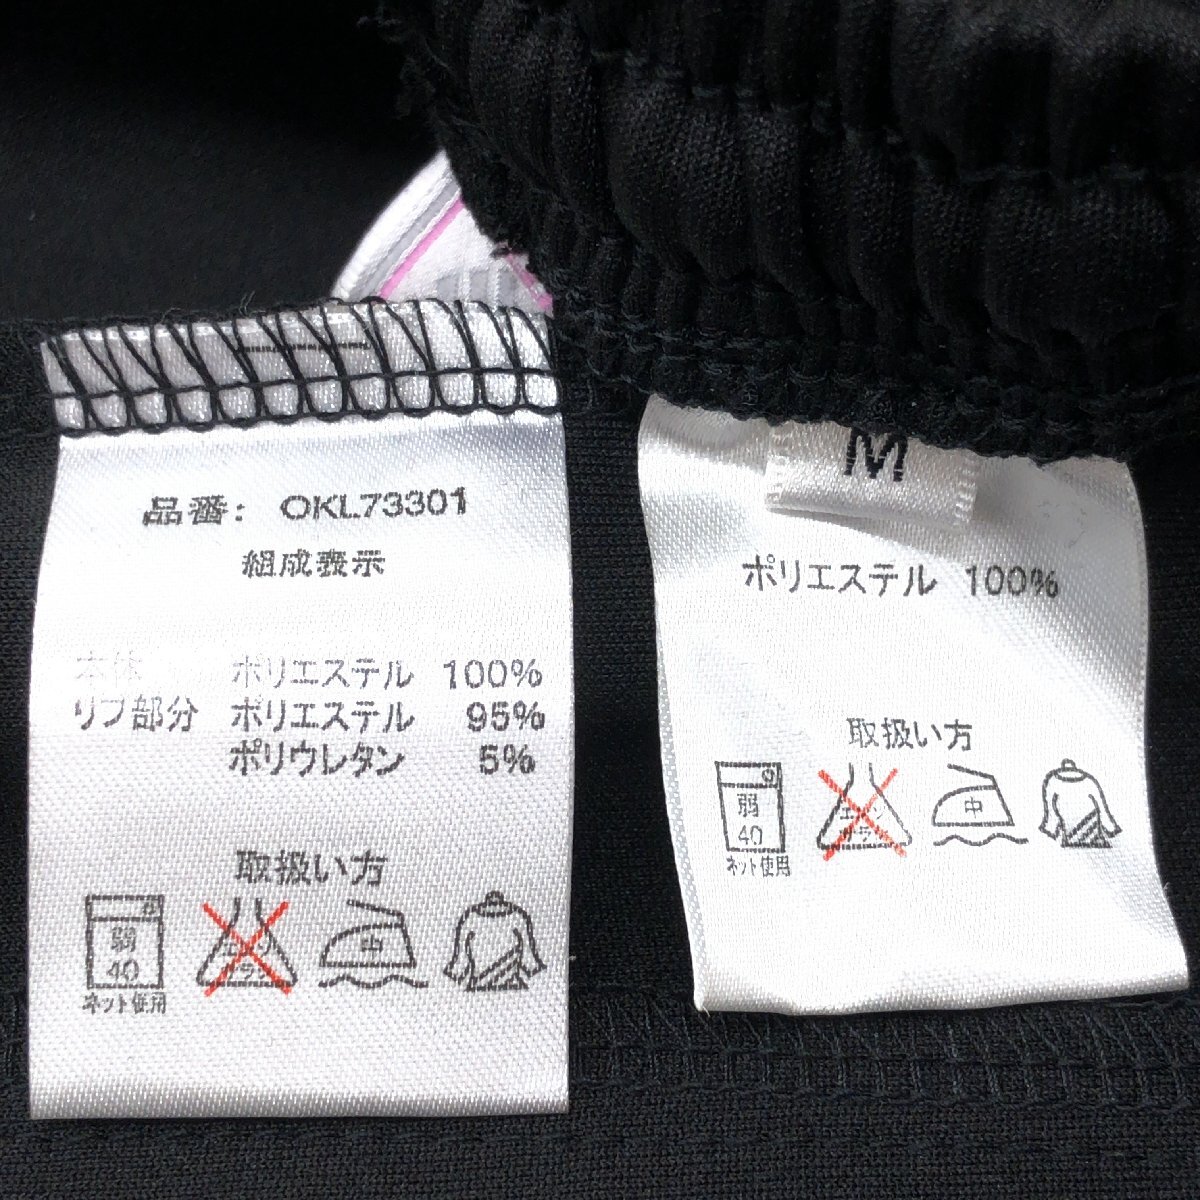 品番: OKL73301
組成表示
本体 ポリエステル 100%
リブ部分 ポリエステル 95%
ポリウレタン 5%
取扱い方
弱
40
ネット使用
中
M
ポリエステル 100%
取扱い方
弱
40
ネット使用
中